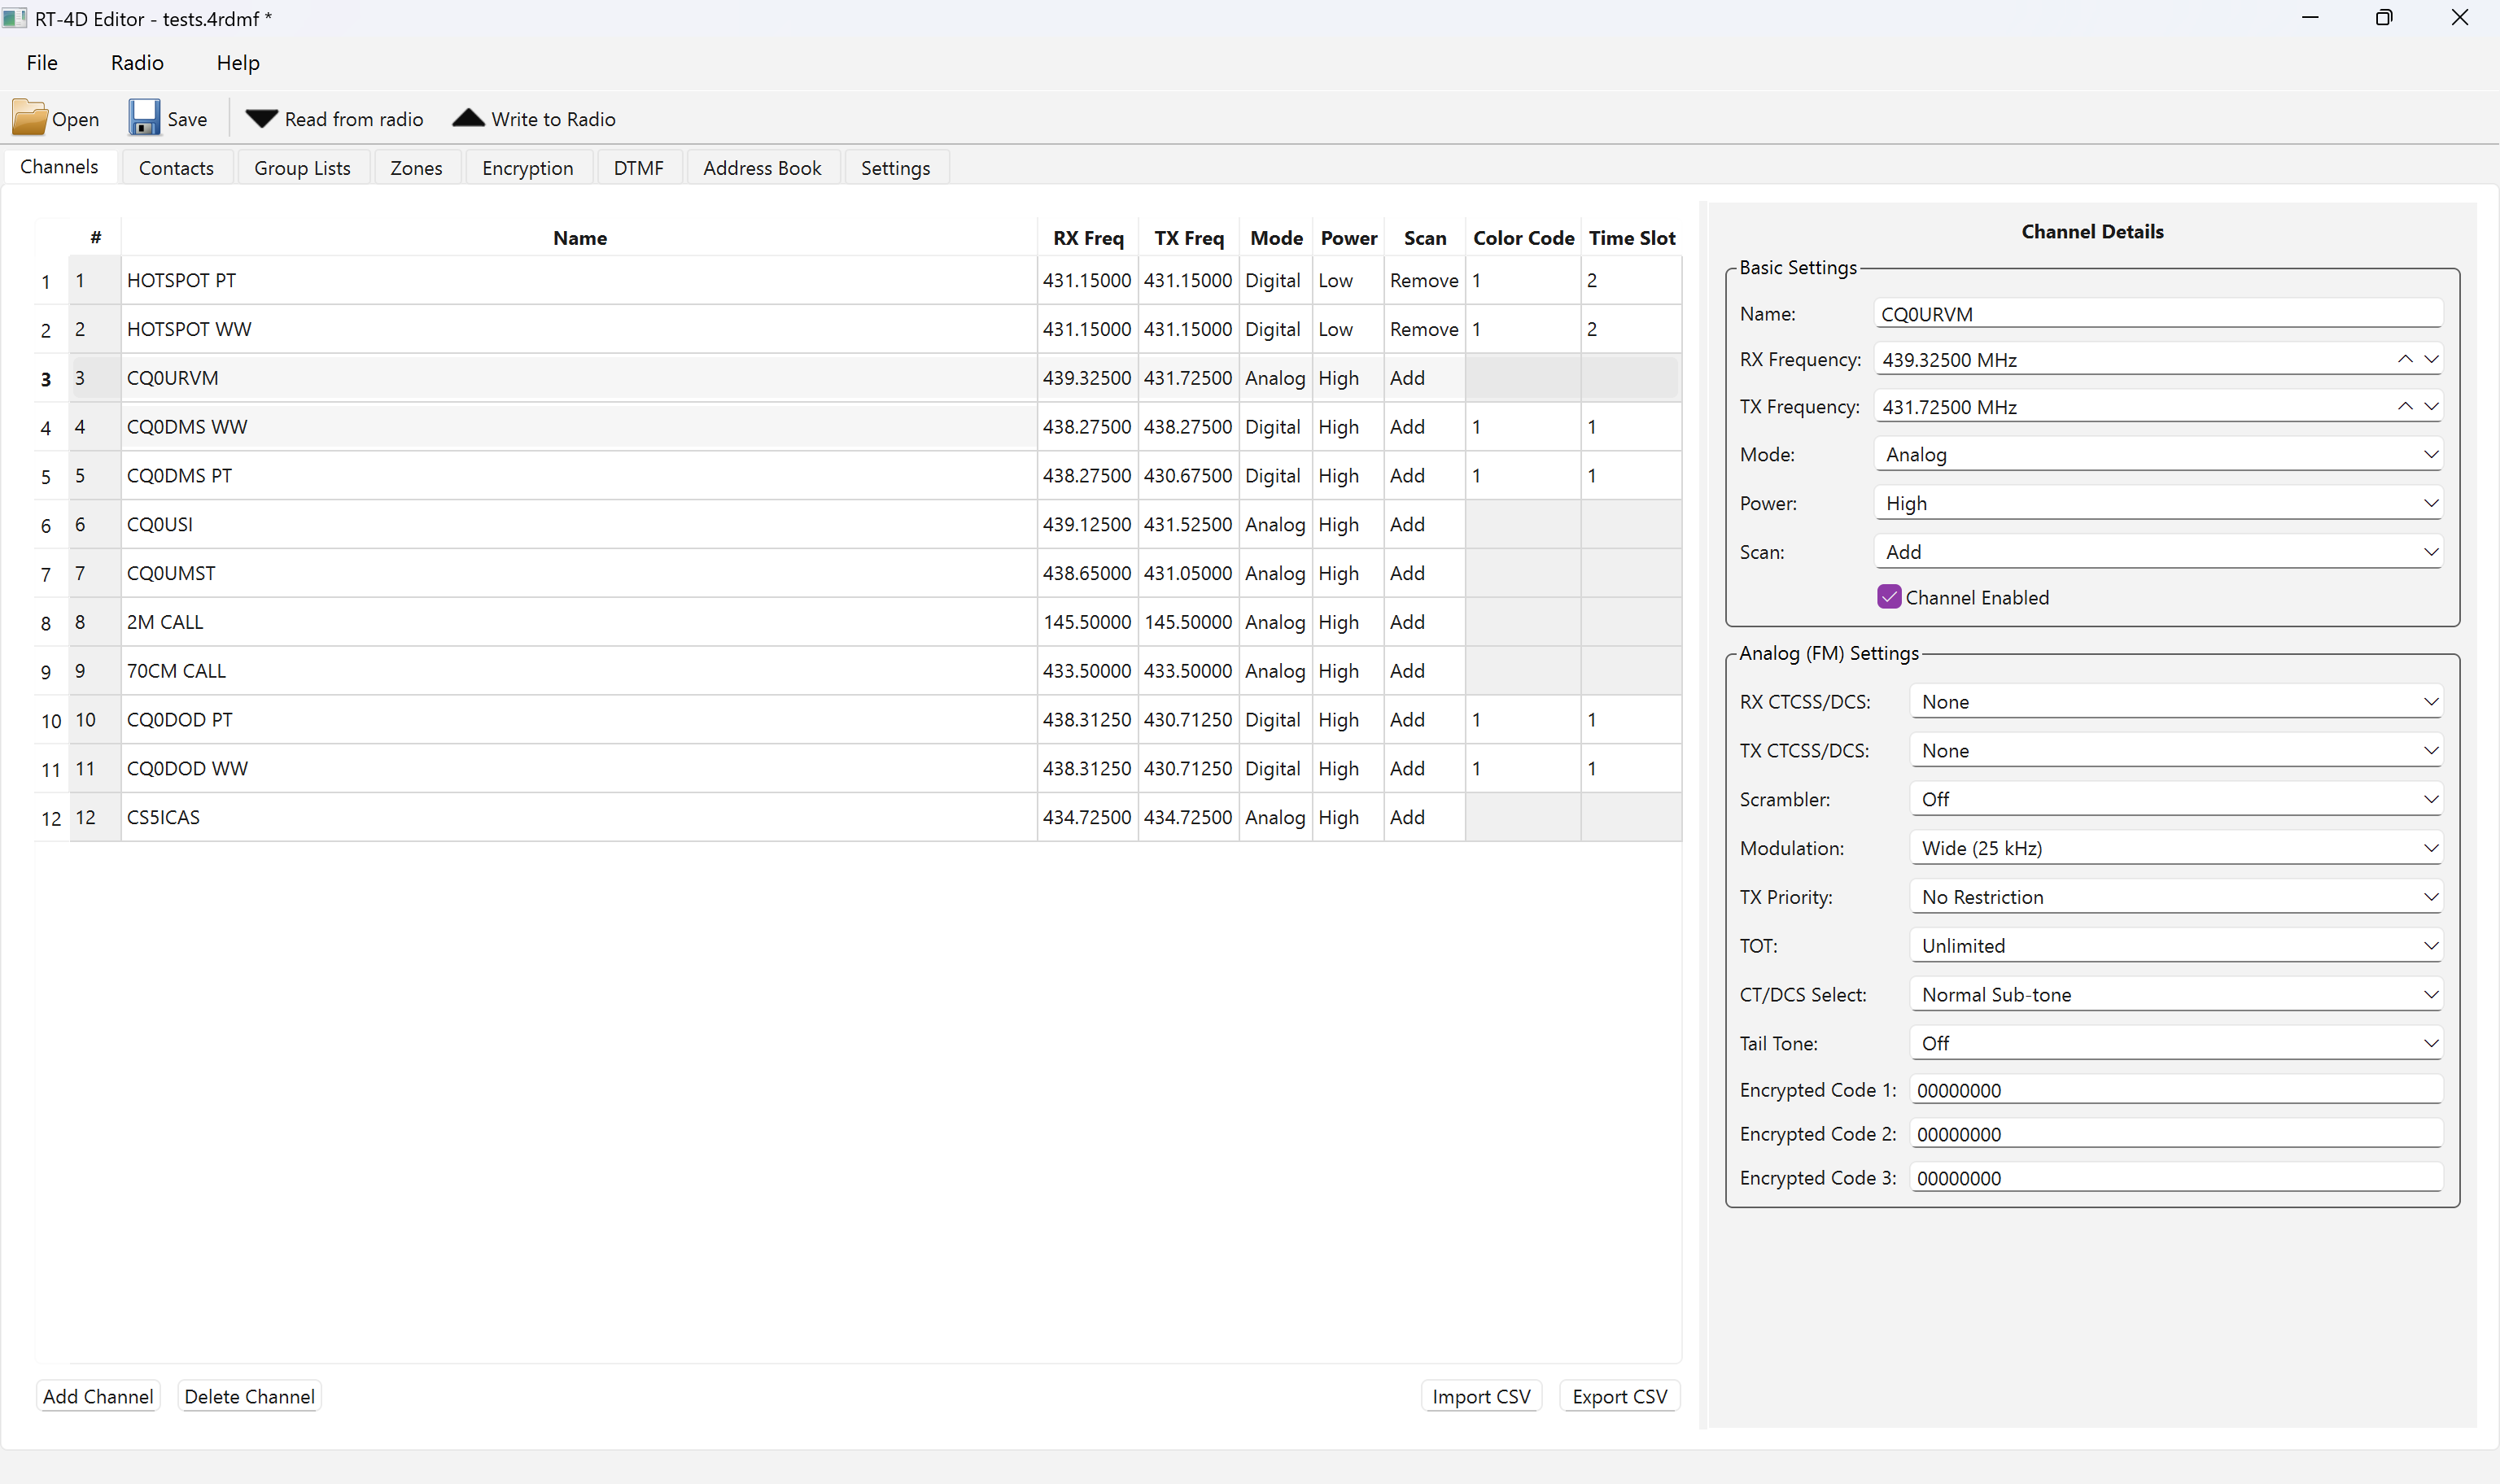 RT-4D Editor - tests.4rdmf *
File Radio Help
Open Save Read from radio Write to Radio
Channels Contacts Group Lists Zones Encryption DTMF Address Book Settings
# Name RX Freq TX Freq Mode Power Scan Color Code Time Slot
1 1 HOTSPOT PT 431.15000 431.15000 Digital Low Remove 1 2
2 2 HOTSPOT WW 431.15000 431.15000 Digital Low Remove 1 2
3 3 CQ0URVM 439.32500 431.72500 Analog High Add
4 4 CQ0DMS WW 438.27500 438.27500 Digital High Add 1 1
5 5 CQ0DMS PT 438.27500 430.67500 Digital High Add 1 1
6 6 CQ0USI 439.12500 431.52500 Analog High Add
7 7 CQ0UMST 438.65000 431.05000 Analog High Add
8 8 2M CALL 145.50000 145.50000 Analog High Add
9 9 70CM CALL 433.50000 433.50000 Analog High Add
10 10 CQ0DOD PT 438.31250 430.71250 Digital High Add 1 1
11 11 CQ0DOD WW 438.31250 430.71250 Digital High Add 1 1
12 12 CS5ICAS 434.72500 434.72500 Analog High Add
Add Channel Delete Channel Import CSV Export CSV
Channel Details
Basic Settings
Name: CQ0URVM
RX Frequency: 439.32500 MHz
TX Frequency: 431.72500 MHz
Mode: Analog
Power: High
Scan: Add
Channel Enabled
Analog (FM) Settings
RX CTCSS/DCS: None
TX CTCSS/DCS: None
Scrambler: Off
Modulation: Wide (25 kHz)
TX Priority: No Restriction
TOT: Unlimited
CT/DCS Select: Normal Sub-tone
Tail Tone: Off
Encrypted Code 1: 00000000
Encrypted Code 2: 00000000
Encrypted Code 3: 00000000